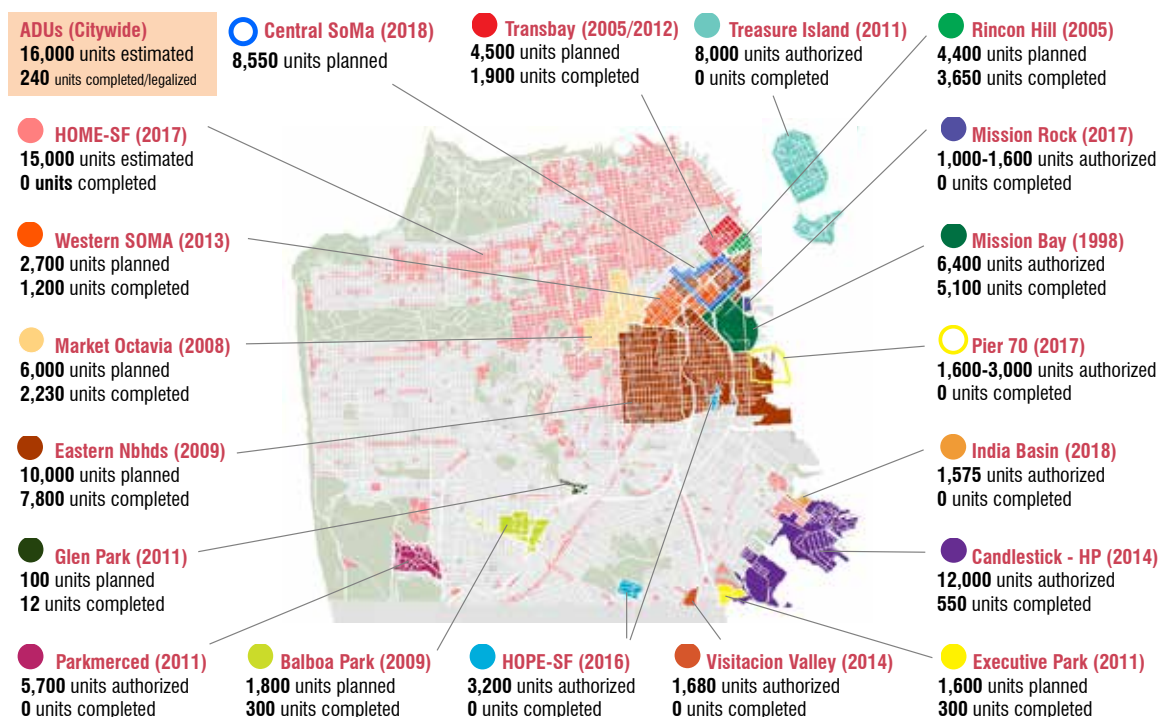 ADUs (Citywide)
16,000 units estimated
240 units completed/legalized
Central SoMa (2018)
8,550 units planned
Transbay (2005/2012)
4,500 units planned
1,900 units completed
Treasure Island (2011)
8,000 units authorized
0 units completed
Rincon Hill (2005)
4,400 units planned
3,650 units completed
HOME-SF (2017)
15,000 units estimated
0 units completed
Mission Rock (2017)
1,000-1,600 units authorized
0 units completed
Western SOMA (2013)
2,700 units planned
1,200 units completed
Mission Bay (1998)
6,400 units authorized
5,100 units completed
Market Octavia (2008)
6,000 units planned
2,230 units completed
Pier 70 (2017)
1,600-3,000 units authorized
0 units completed
Eastern Nbhds (2009)
10,000 units planned
7,800 units completed
India Basin (2018)
1,575 units authorized
0 units completed
Glen Park (2011)
100 units planned
12 units completed
Candlestick - HP (2014)
12,000 units authorized
550 units completed
Parkmerced (2011)
5,700 units authorized
0 units completed
Balboa Park (2009)
1,800 units planned
300 units completed
HOPE-SF (2016)
3,200 units authorized
0 units completed
Visitacion Valley (2014)
1,680 units authorized
0 units completed
Executive Park (2011)
1,600 units planned
300 units completed